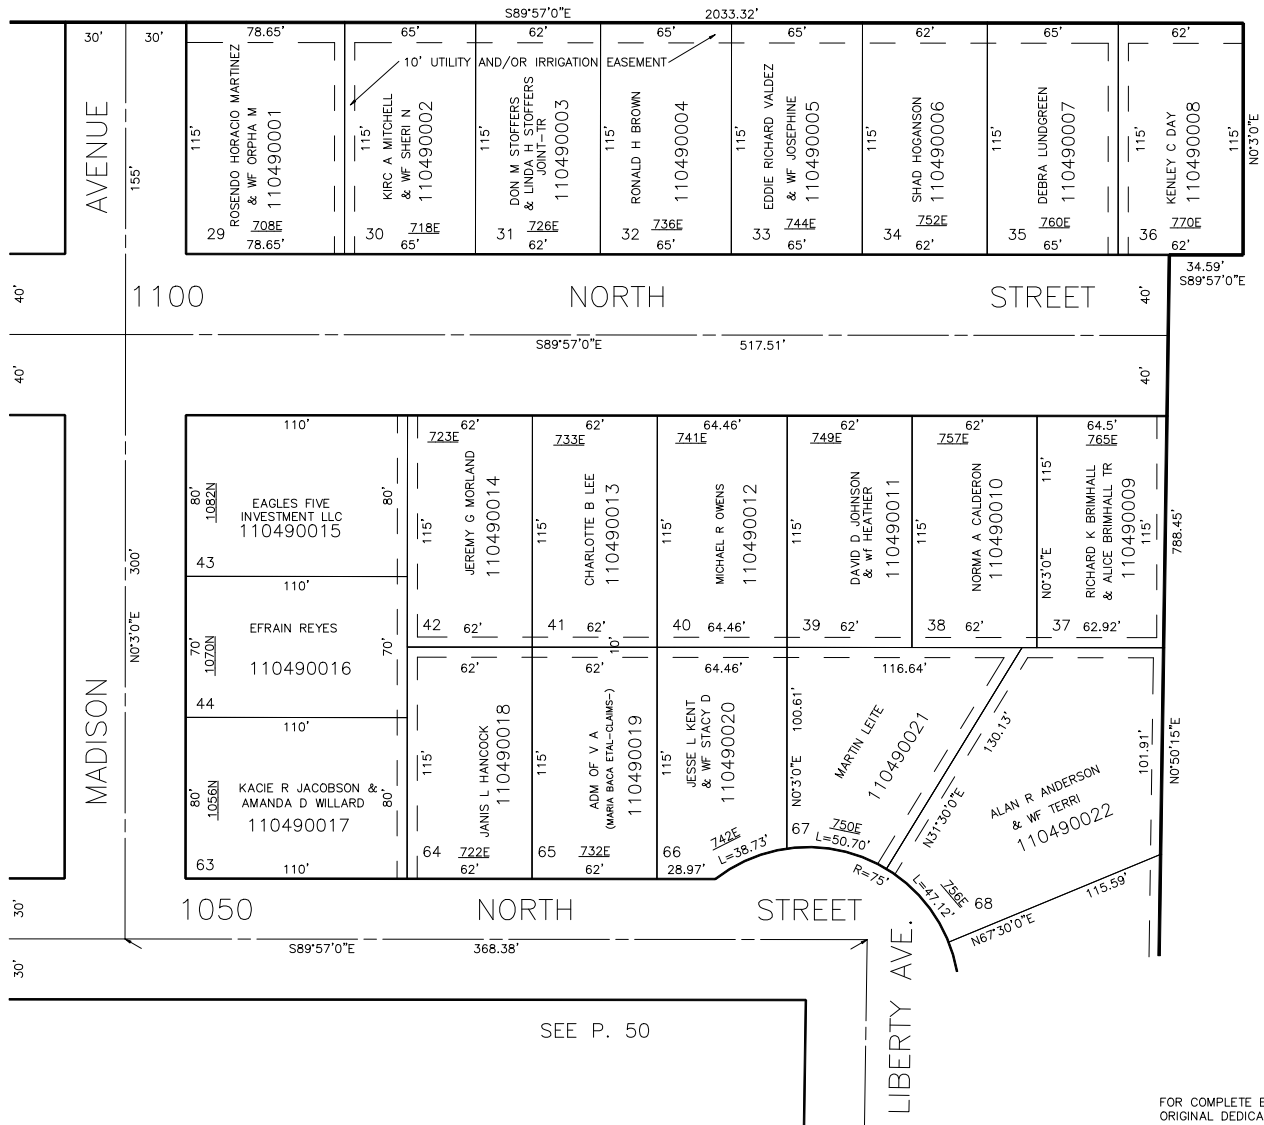 S89°57'0"E 2033.32'
30' 30' 78.65' 65' 62' 65' 65' 62' 65' 62'
10' UTILITY AND/OR IRRIGATION EASEMENT
AVENUE
155'
115'
ROSENDO HORACIO MARTINEZ
& WF ORPHA M
110490001
29 708E
78.65'
115'
KIRC A MITCHELL
& WF SHERI N
110490002
30 718E
65'
115'
DON M STOFFERS
& LINDA H STOFFERS
JOINT-TR
110490003
31 726E
62'
115'
RONALD H BROWN
110490004
32 736E
65'
115'
EDDIE RICHARD VALDEZ
& WF JOSEPHINE
110490005
33 744E
65'
115'
SHAD HOGANSON
110490006
34 752E
62'
115'
DEBRA LUNDGREEN
110490007
35 760E
65'
115'
KENLEY C DAY
110490008
36 770E
62'
115'
N0°3'0"E
34.59'
S89°57'0"E
40' 1100 NORTH STREET 40'
S89°57'0"E 517.51'
40' 40'
110'
80'
1082N
EAGLES FIVE
INVESTMENT LLC
110490015
80'
43
110'
70'
1070N
EFRAIN REYES
110490016
70'
44
110'
80'
1056N
KACIE R JACOBSON &
AMANDA D WILLARD
110490017
80'
63
110'
300'
N0°3'0"E
MADISON
62'
723E
115'
JEREMY G MORLAND
110490014
42 62'
62'
733E
115'
CHARLOTTE B LEE
110490013
41 62'
10'
64.46'
741E
115'
MICHAEL R OWENS
110490012
40 64.46'
62'
749E
115'
DAVID D JOHNSON
& wf HEATHER
110490011
39 62'
62'
757E
115'
NORMA A CALDERON
110490010
38 62'
64.5'
765E
115'
N0°3'0"E
RICHARD K BRIMHALL
& ALICE BRIMHALL TR
110490009
115'
37 62.92'
788.45'
N0°50'15"E
62'
115'
JANIS L HANCOCK
110490018
64 722E
62'
62'
115'
ADM OF V A
(MARIA BACA ETAL-CLAIMS-)
110490019
65 732E
62'
64.46'
115'
JESSE L KENT
& WF STACY D
110490020
66 742E
28.97' L=38.73'
116.64'
100.61'
N0°3'0"E
MARTIN LEITE
110490021
67 750E
L=50.70'
R=75'
130.13'
N31°30'0"E
101.91'
ALAN R ANDERSON
& WF TERRI
110490022
756E 68
L=47.12'
115.59'
N67°30'0"E
30' 1050 NORTH STREET
S89°57'0"E 368.38'
30'
LIBERTY AVE.
SEE P. 50
FOR COMPLETE
ORIGINAL DEDICA